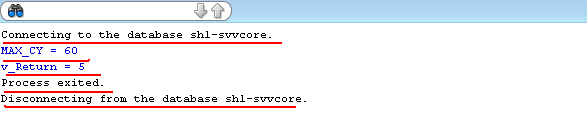 Connecting to the database shl-svvcore.
MAX_CY = 60
v_Return = 5
Process exited.
Disconnecting from the database shl-svvcore.